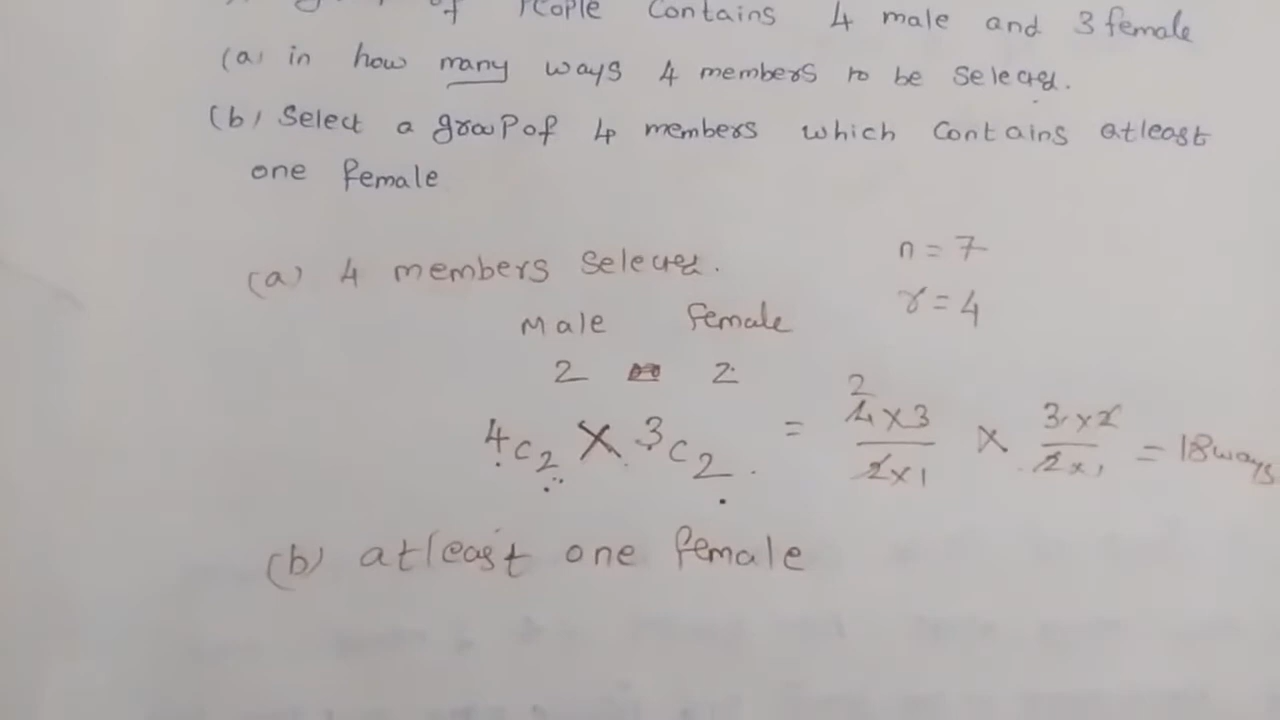 of People Contains 4 male and 3 female
(a) in how many ways 4 members to be Selected.
(b) Select a group of 4 members which Contains atleast
one female
(a) 4 members Selected.
n = 7
r = 4
Male Female
2 2
4C2 X 3C2. = 4x3/2x1 X 3x2/2x1 = 18 ways
(b) atleast one female